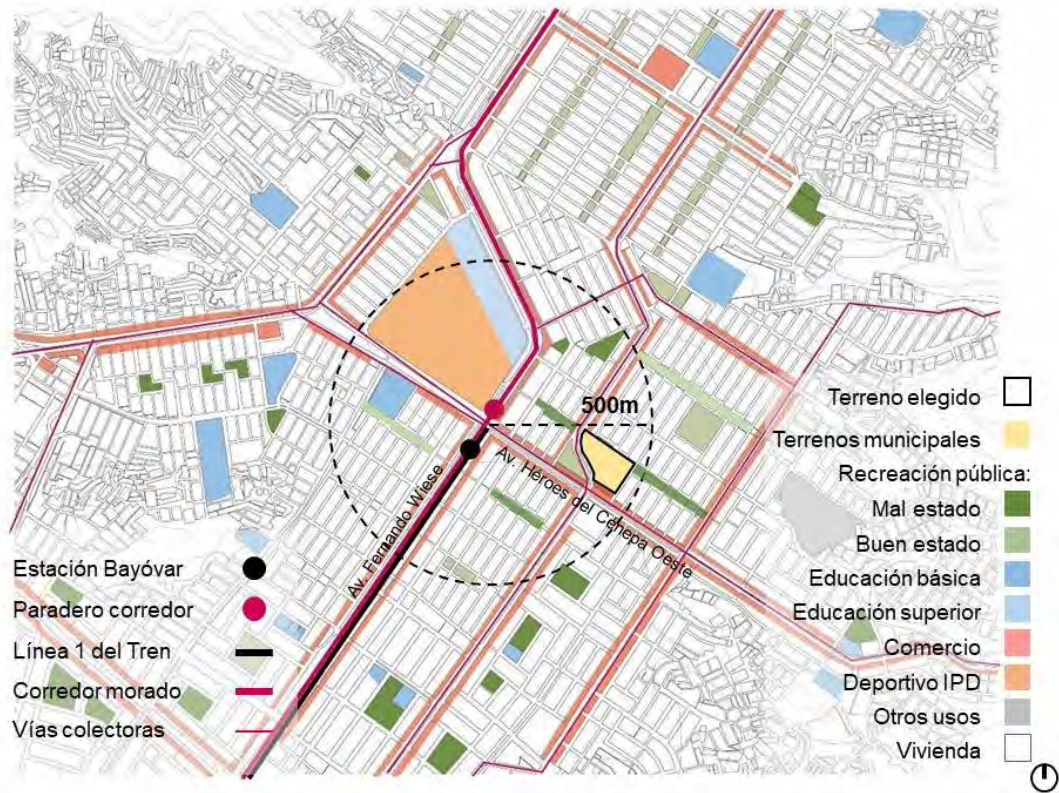 500m
Av. Héroes del Cenepa Oeste
Av. Fernando Wiese
Estación Bayóvar
Paradero corredor
Línea 1 del Tren
Corredor morado
Vías colectoras
Terreno elegido
Terrenos municipales
Recreación pública:
Mal estado
Buen estado
Educación básica
Educación superior
Comercio
Deportivo IPD
Otros usos
Vivienda